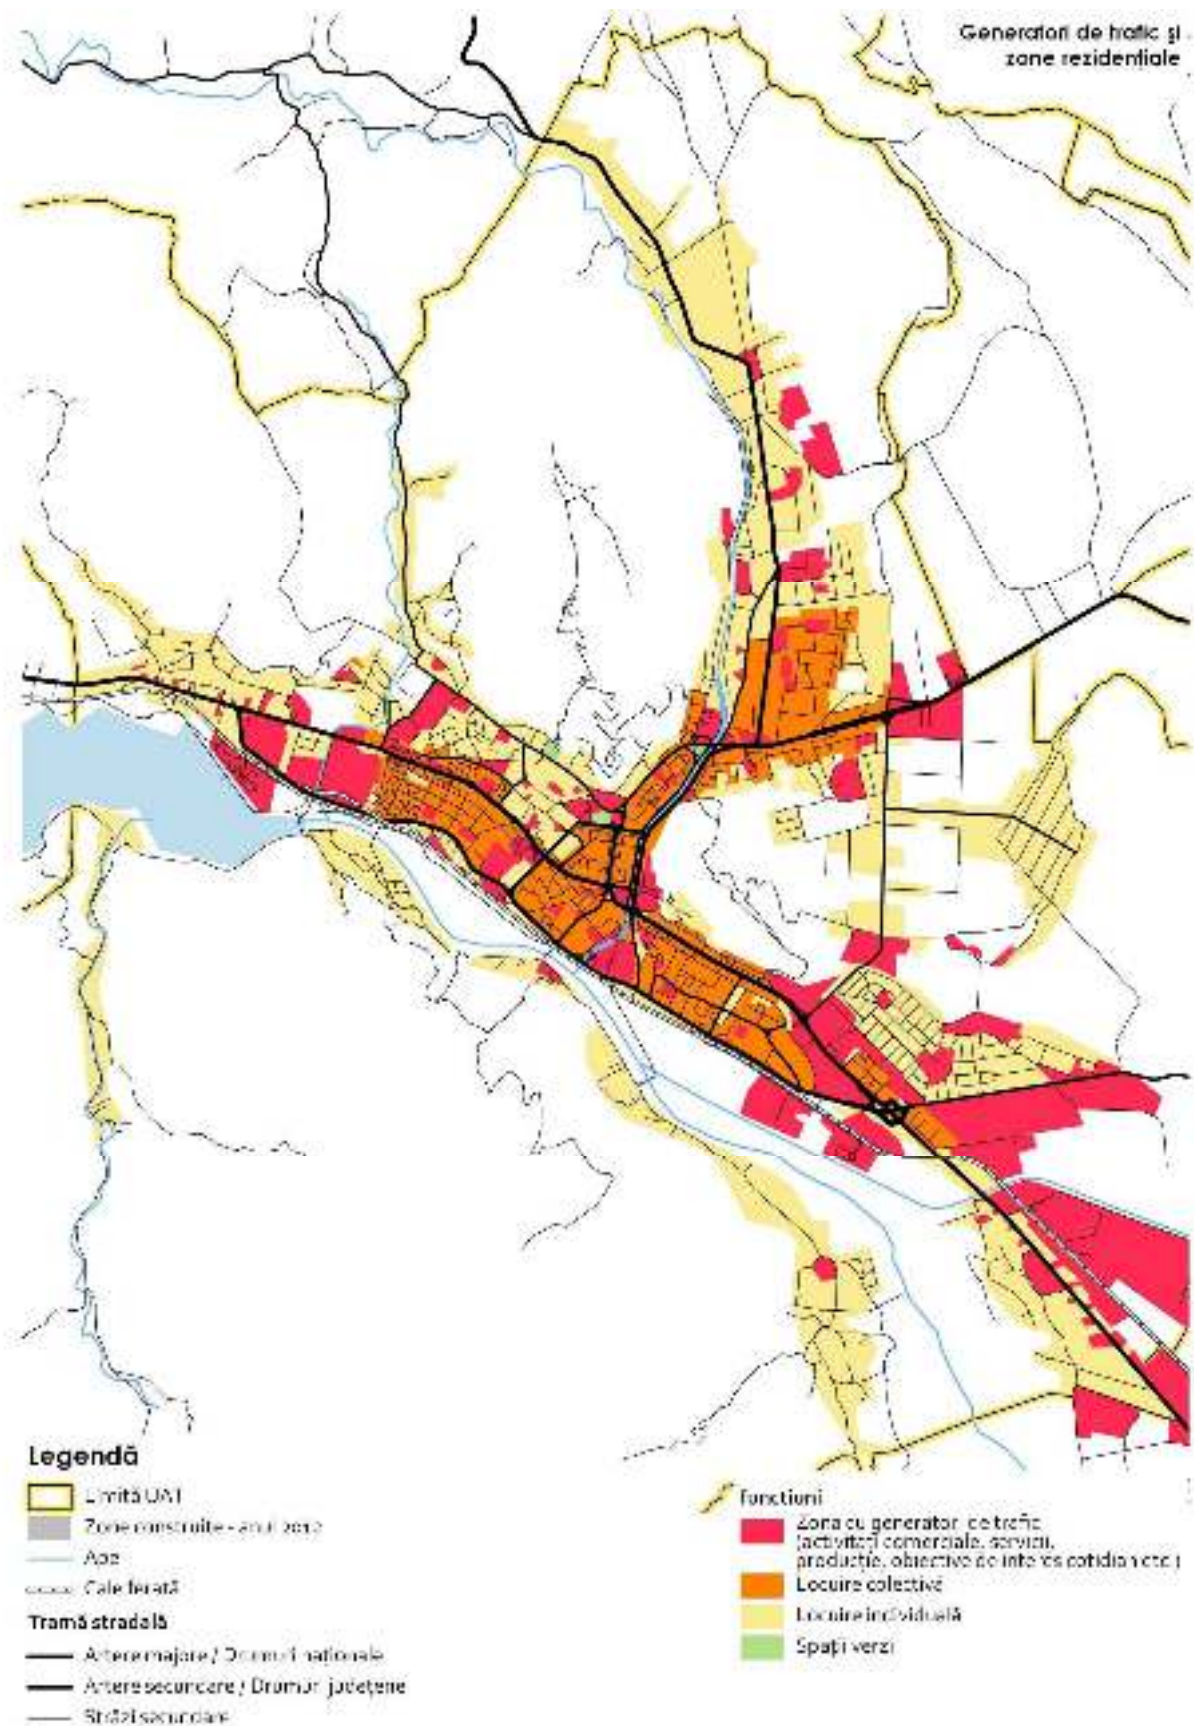 Generatori de trafic și
zone rezidențiale
Legendă
Limită UAT
Zone construite - anul 2012
Ape
Cale ferată
Tramă stradală
Artere majore / Drumuri naționale
Artere secundare / Drumuri județene
Străzi secundare
functiuni
Zona cu generatori de trafic
(activități comerciale, servicii,
producție, obiective de interes cotidian etc.)
Locuire colectivă
Locuire individuală
Spații verzi